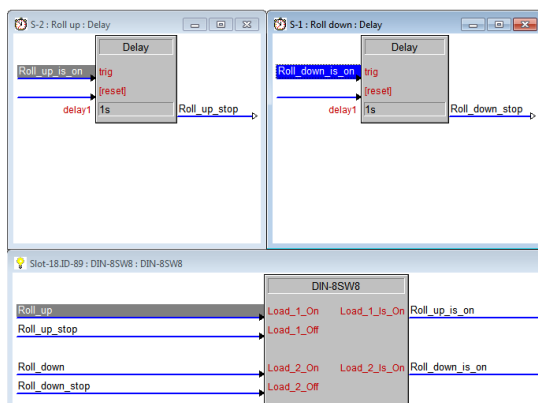 S-2 : Roll up : Delay
Delay
Roll_up_is_on
trig
[reset]
delay1
1s
Roll_up_stop
S-1 : Roll down : Delay
Delay
Roll_down_is_on
trig
[reset]
delay1
1s
Roll_down_stop
Slot-18.ID-89 : DIN-8SW8 : DIN-8SW8
DIN-8SW8
Roll_up
Load_1_On
Load_1_Is_On
Roll_up_is_on
Roll_up_stop
Load_1_Off
Roll_down
Load_2_On
Load_2_Is_On
Roll_down_is_on
Roll_down_stop
Load_2_Off